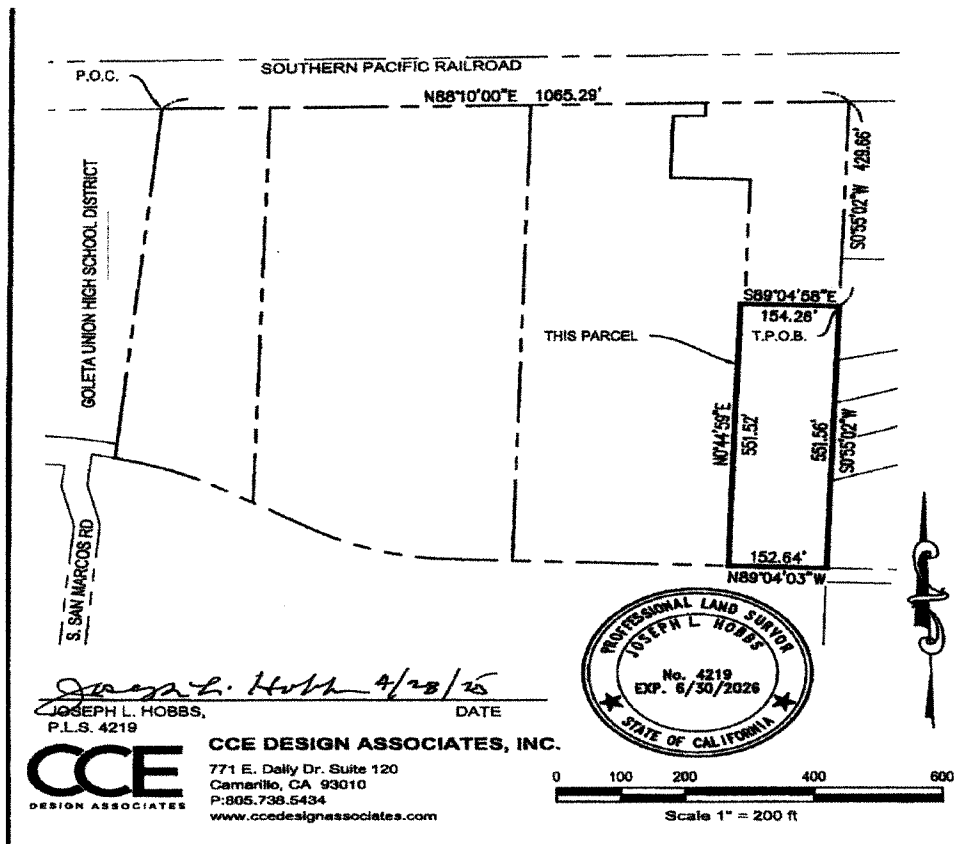 SOUTHERN PACIFIC RAILROAD
P.O.C.
N88°10'00"E 1065.29'
GOLETA UNION HIGH SCHOOL DISTRICT
S0°55'02"W 429.66'
S89°04'58"E
154.26'
T.P.O.B.
THIS PARCEL
N0°44'59"E
551.52'
551.56'
S0°55'02"W
152.64'
N89°04'03"W
S. SAN MARCOS RD
PROFFESSIONAL LAND SURVOR
JOSEPH L. HOBBS
No. 4219
EXP. 6/30/2026
STATE OF CALIFORNIA
Joseph L. Hobbs 4/28/25
JOSEPH L. HOBBS,
DATE
P.L.S. 4219
CCE
DESIGN ASSOCIATES
CCE DESIGN ASSOCIATES, INC.
771 E. Daily Dr. Suite 120
Camarillo, CA 93010
P:805.738.5434
www.ccedesignassociates.com
0 100 200 400 600
Scale 1" = 200 ft